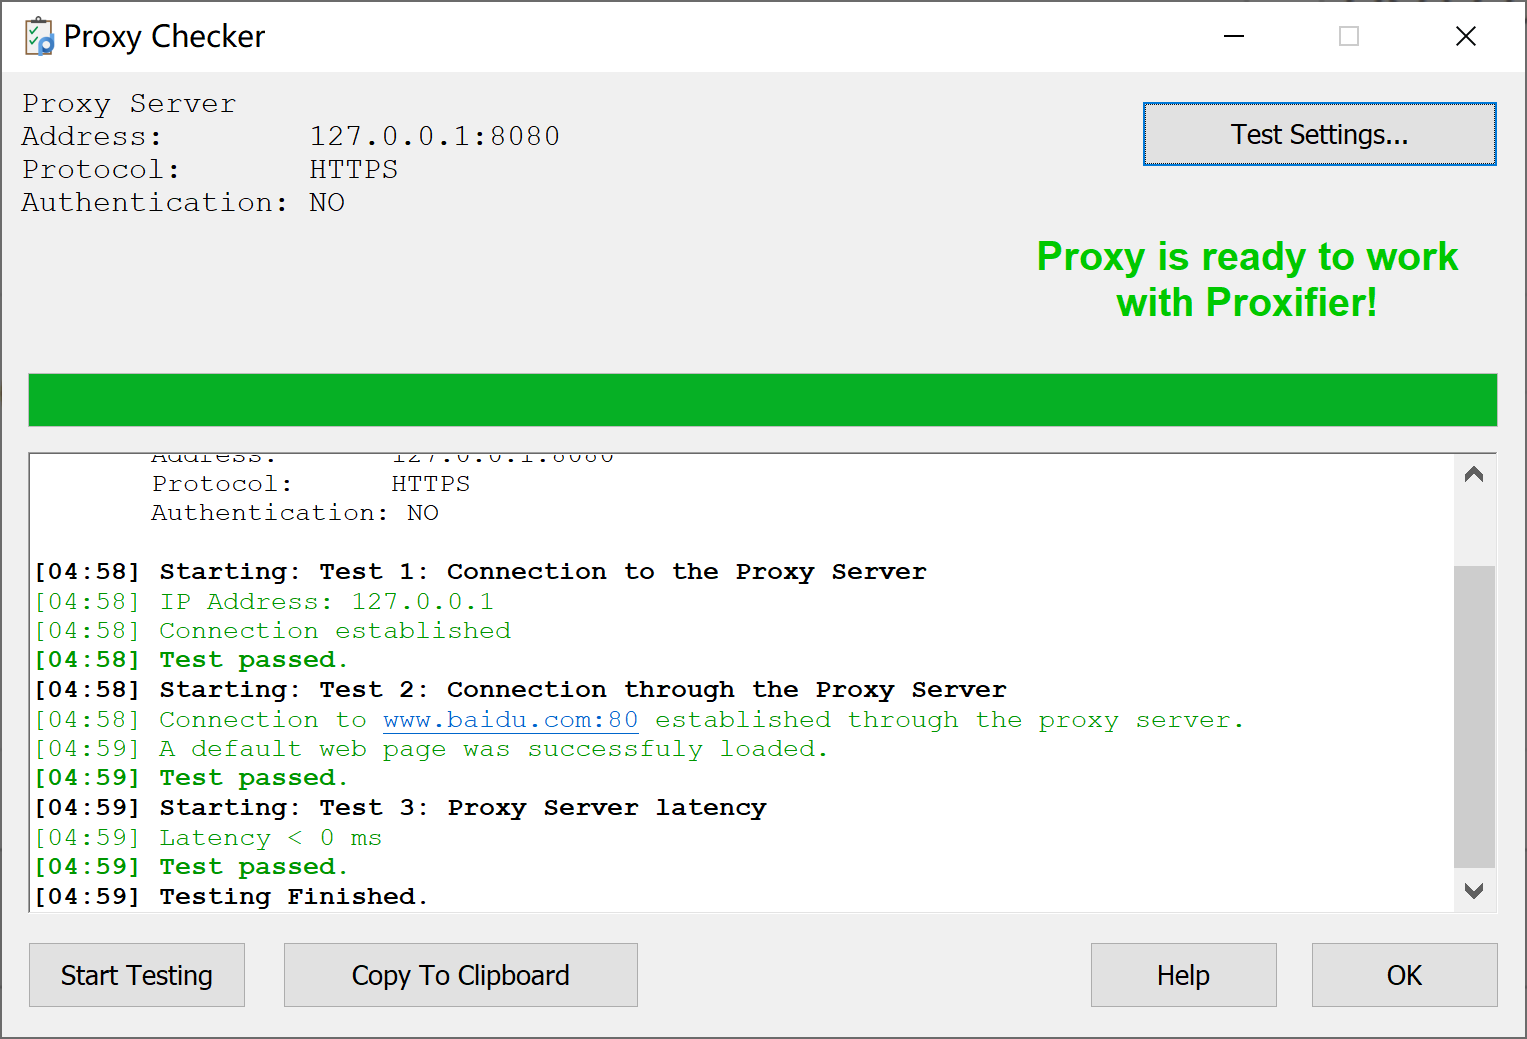 Proxy Checker
Proxy Server
Address: 127.0.0.1:8080
Protocol: HTTPS
Authentication: NO
Test Settings...
Proxy is ready to work
with Proxifier!
Address: 127.0.0.1:8080
Protocol: HTTPS
Authentication: NO
[04:58] Starting: Test 1: Connection to the Proxy Server
[04:58] IP Address: 127.0.0.1
[04:58] Connection established
[04:58] Test passed.
[04:58] Starting: Test 2: Connection through the Proxy Server
[04:58] Connection to www.baidu.com:80 established through the proxy server.
[04:59] A default web page was successfuly loaded.
[04:59] Test passed.
[04:59] Starting: Test 3: Proxy Server latency
[04:59] Latency < 0 ms
[04:59] Test passed.
[04:59] Testing Finished.
Start Testing
Copy To Clipboard
Help
OK